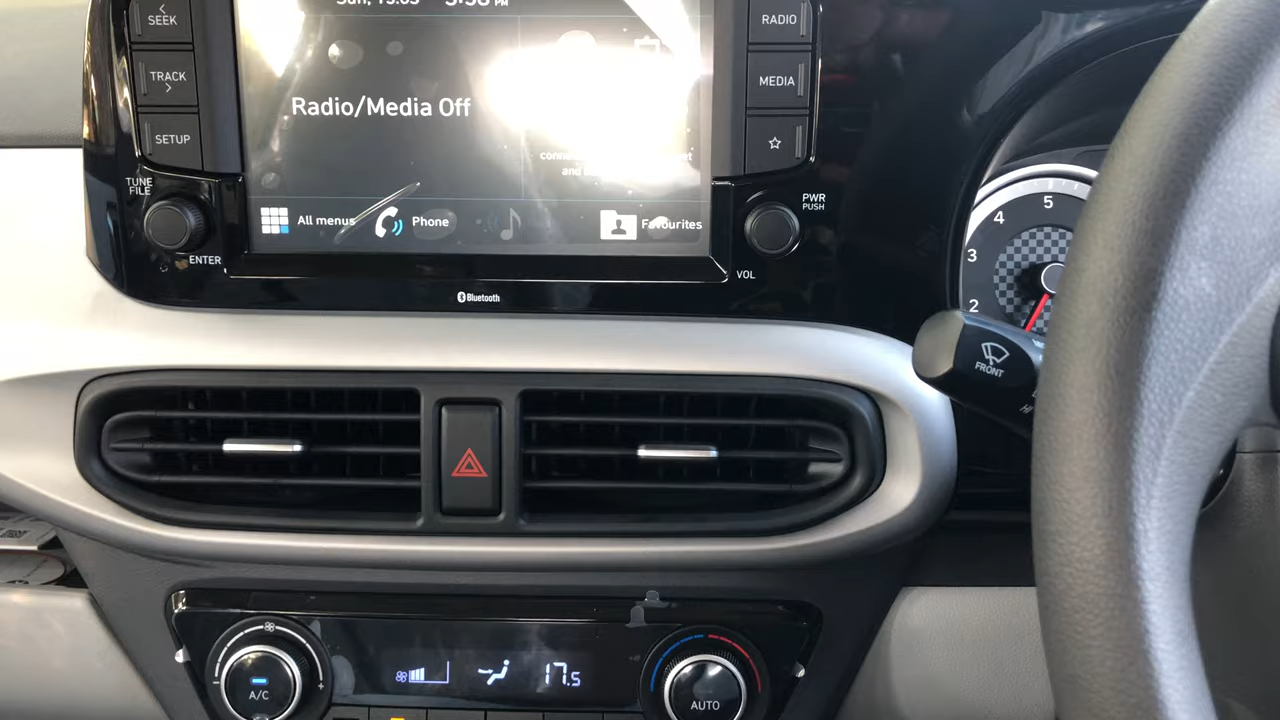 SEEK
TRACK
SETUP
TUNE
FILE
ENTER
Radio/Media Off
All menus
Phone
Favourites
Bluetooth
RADIO
MEDIA
PWR
PUSH
VOL
5
4
3
2
FRONT
A/C
17.5
AUTO